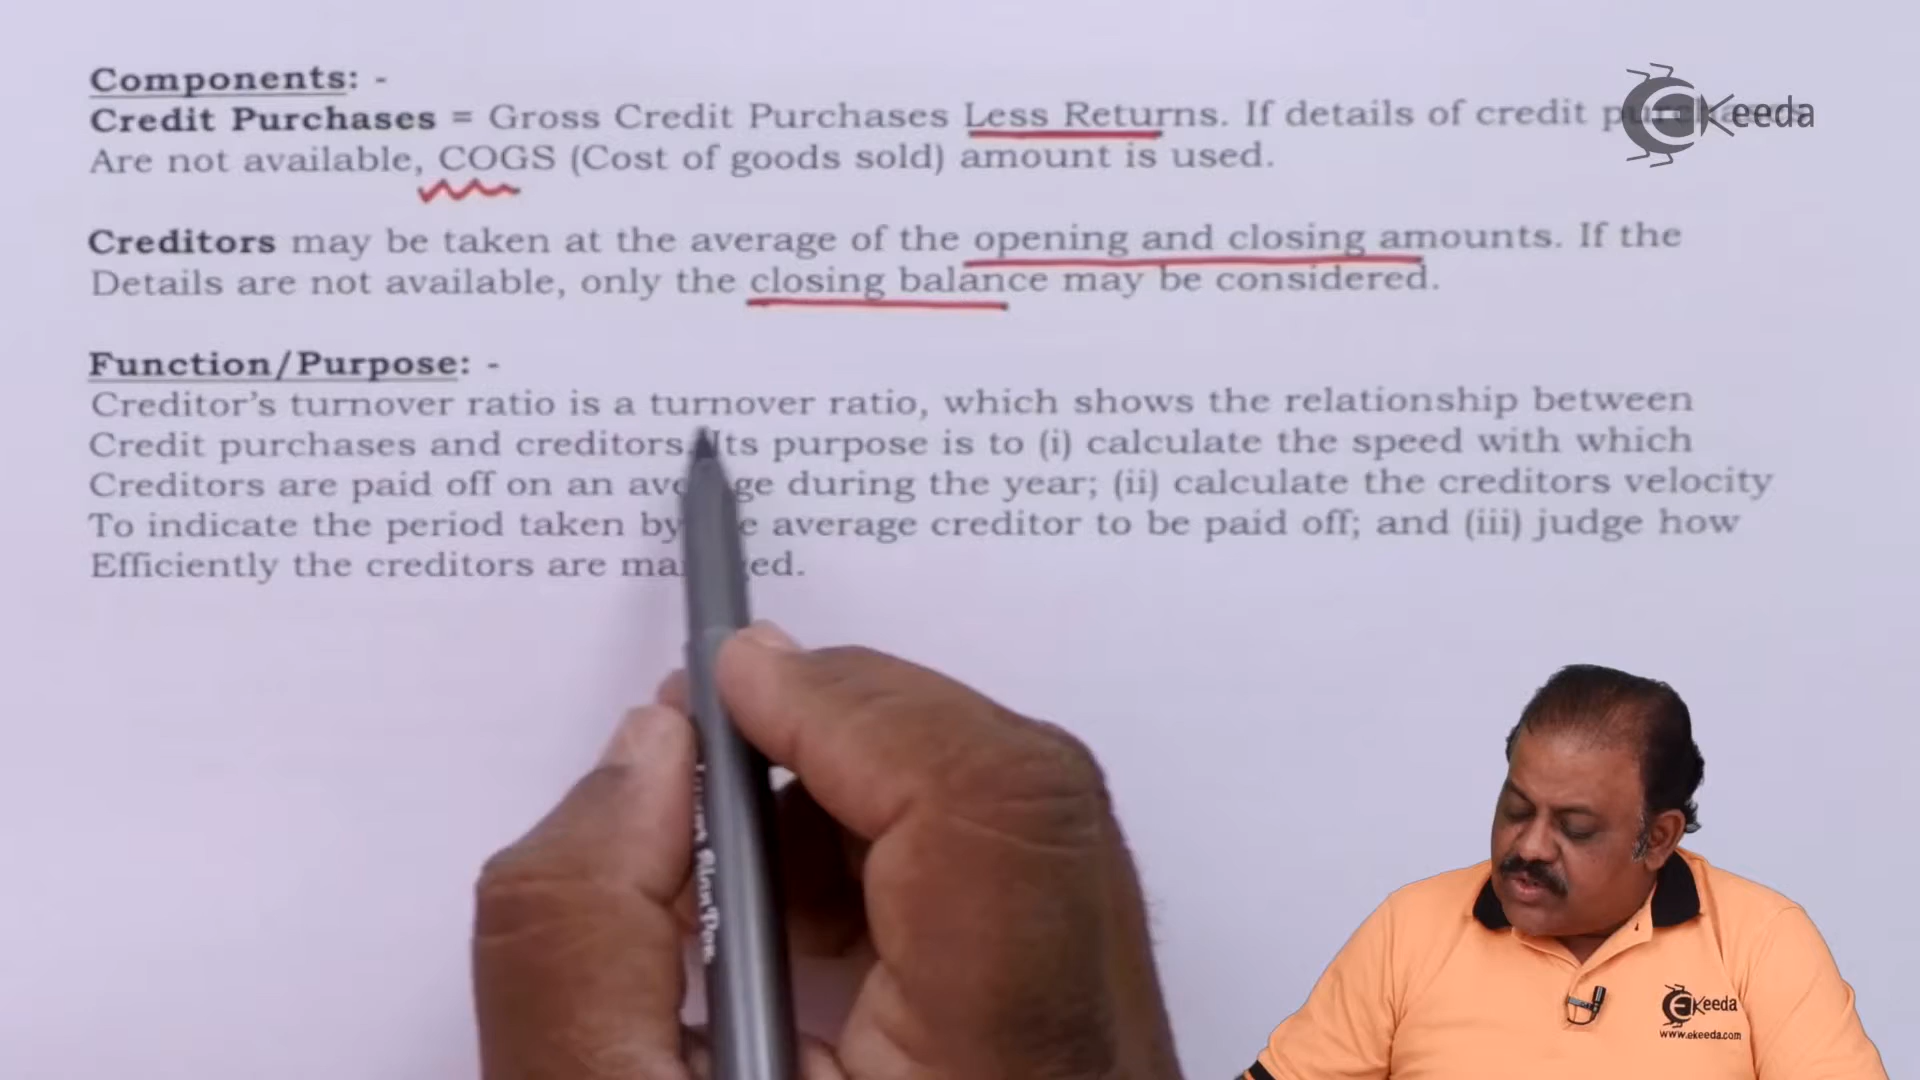 Components: -
Credit Purchases = Gross Credit Purchases Less Returns. If details of credit purchases
Are not available, COGS (Cost of goods sold) amount is used.
Creditors may be taken at the average of the opening and closing amounts. If the
Details are not available, only the closing balance may be considered.
Function/Purpose: -
Creditor's turnover ratio is a turnover ratio, which shows the relationship between
Credit purchases and creditors. Its purpose is to (i) calculate the speed with which
Creditors are paid off on an average during the year; (ii) calculate the creditors velocity
To indicate the period taken by the average creditor to be paid off; and (iii) judge how
Efficiently the creditors are managed.
EKeeda
EKeeda
www.ekeeda.com